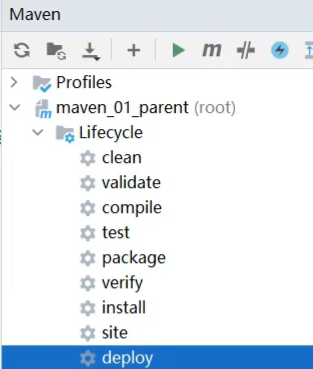 Maven
m
Profiles
maven_01_parent (root)
Lifecycle
clean
validate
compile
test
package
verify
install
site
deploy